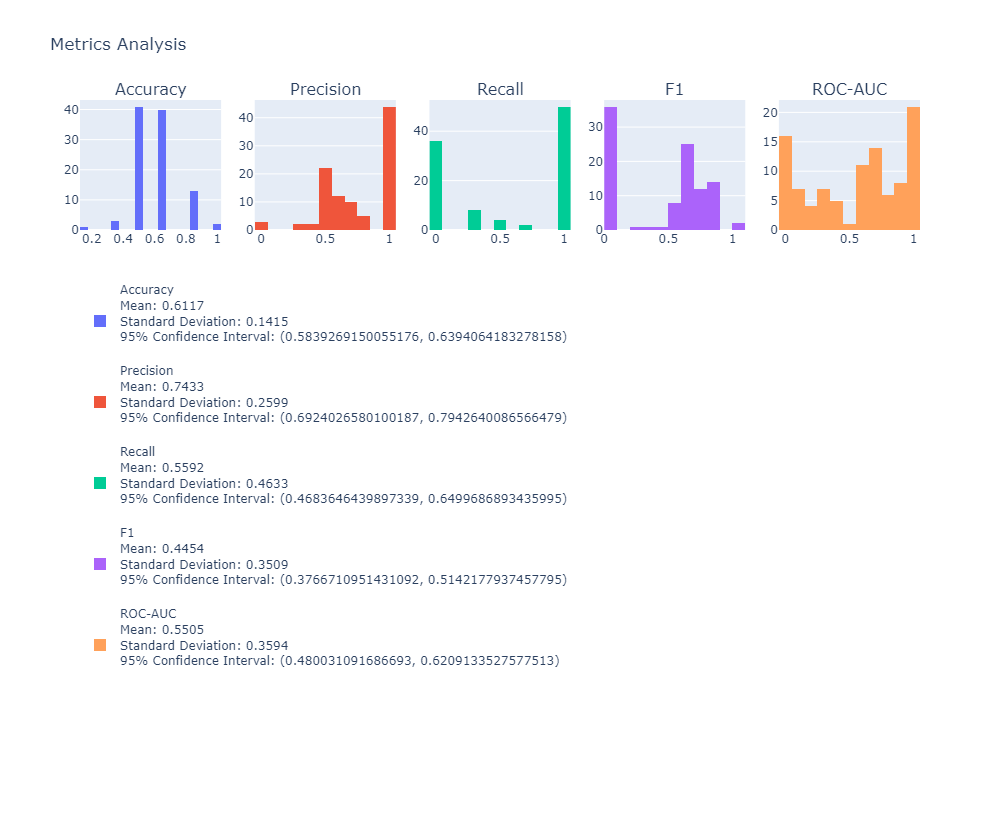 Metrics Analysis
Accuracy
Precision
Recall
F1
ROC-AUC
40
30
20
10
0
0.2 0.4 0.6 0.8 1
40
30
20
10
0
0 0.5 1
40
20
0
0 0.5 1
30
20
10
0
0 0.5 1
20
15
10
5
0
0 0.5 1
Accuracy
Mean: 0.6117
Standard Deviation: 0.1415
95% Confidence Interval: (0.5839269150055176, 0.6394064183278158)
Precision
Mean: 0.7433
Standard Deviation: 0.2599
95% Confidence Interval: (0.6924026580100187, 0.7942640086566479)
Recall
Mean: 0.5592
Standard Deviation: 0.4633
95% Confidence Interval: (0.4683646439897339, 0.6499686893435995)
F1
Mean: 0.4454
Standard Deviation: 0.3509
95% Confidence Interval: (0.3766710951431092, 0.5142177937457795)
ROC-AUC
Mean: 0.5505
Standard Deviation: 0.3594
95% Confidence Interval: (0.480031091686693, 0.6209133527577513)